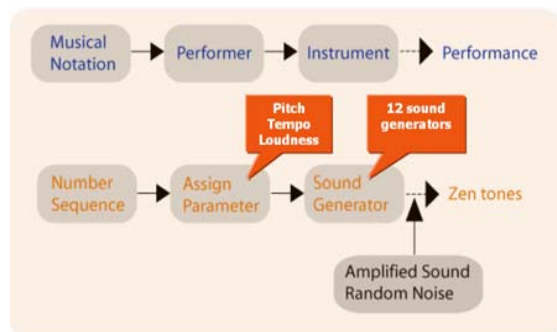 Musical
Notation
Performer
Instrument
Performance
Pitch
Tempo
Loudness
12 sound
generators
Number
Sequence
Assign
Parameter
Sound
Generator
Zen tones
Amplified Sound
Random Noise